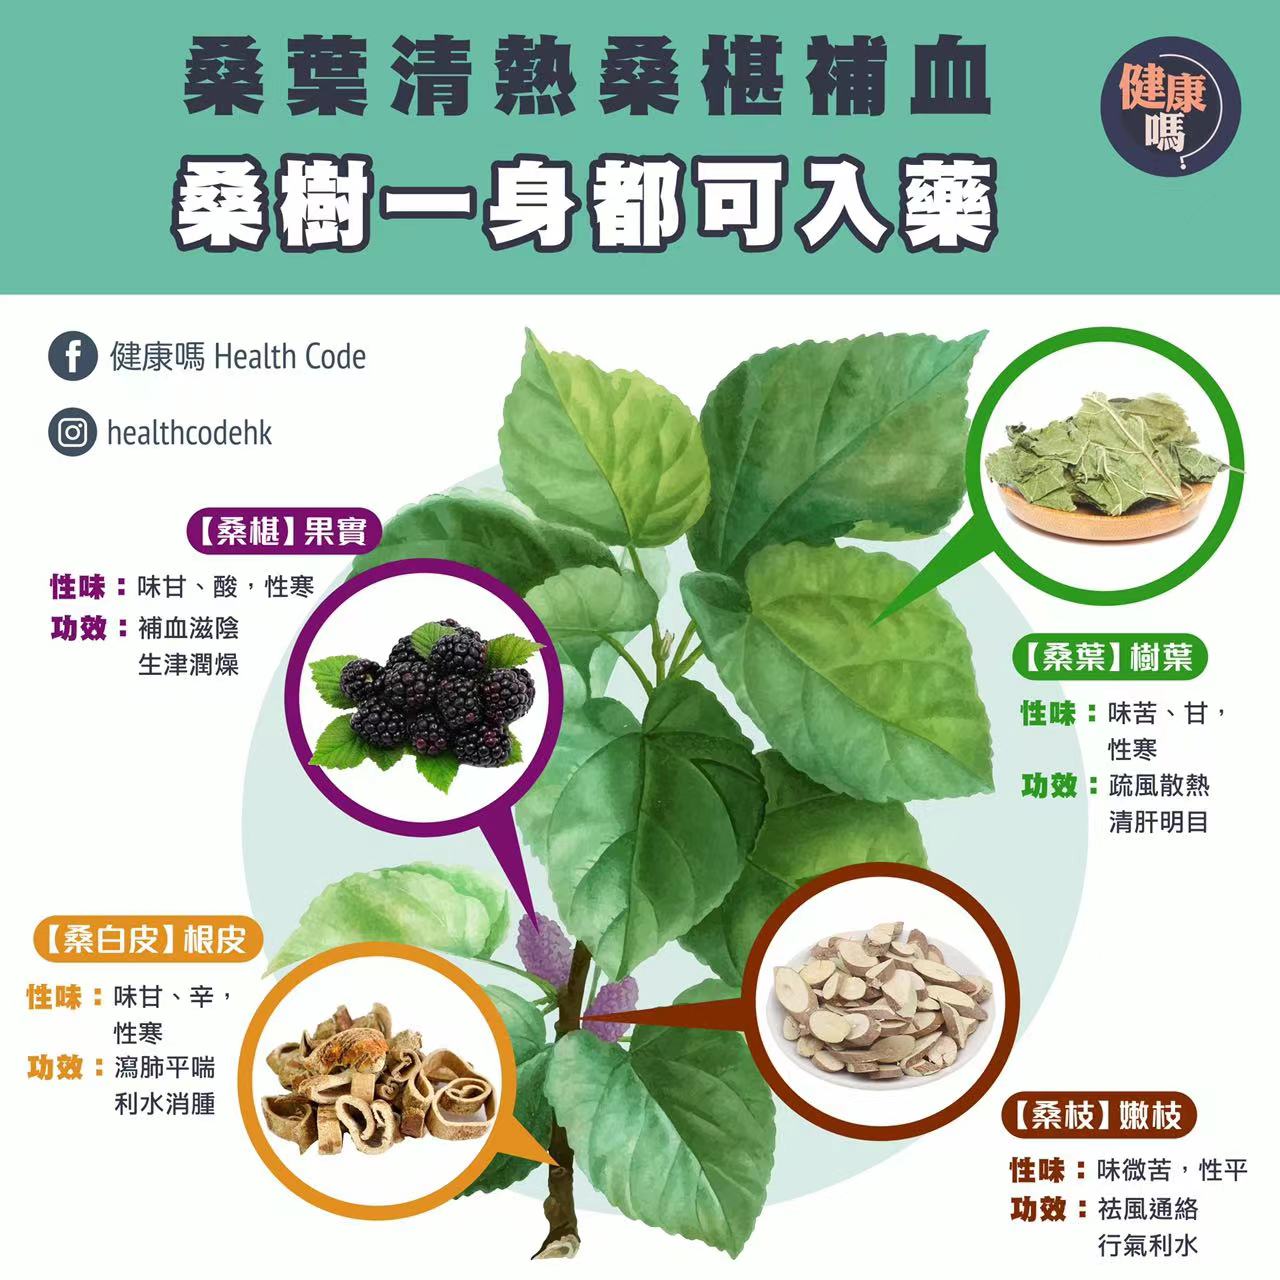 桑葉清熱桑椹補血
桑樹一身都可入藥
健康
嗎?
健康嗎 Health Code
healthcodehk
【桑椹】果實
性味：味甘、酸，性寒
功效：補血滋陰
生津潤燥
【桑葉】樹葉
性味：味苦、甘，
性寒
功效：疏風散熱
清肝明目
【桑白皮】根皮
性味：味甘、辛，
性寒
功效：瀉肺平喘
利水消腫
【桑枝】嫩枝
性味：味微苦，性平
功效：祛風通絡
行氣利水